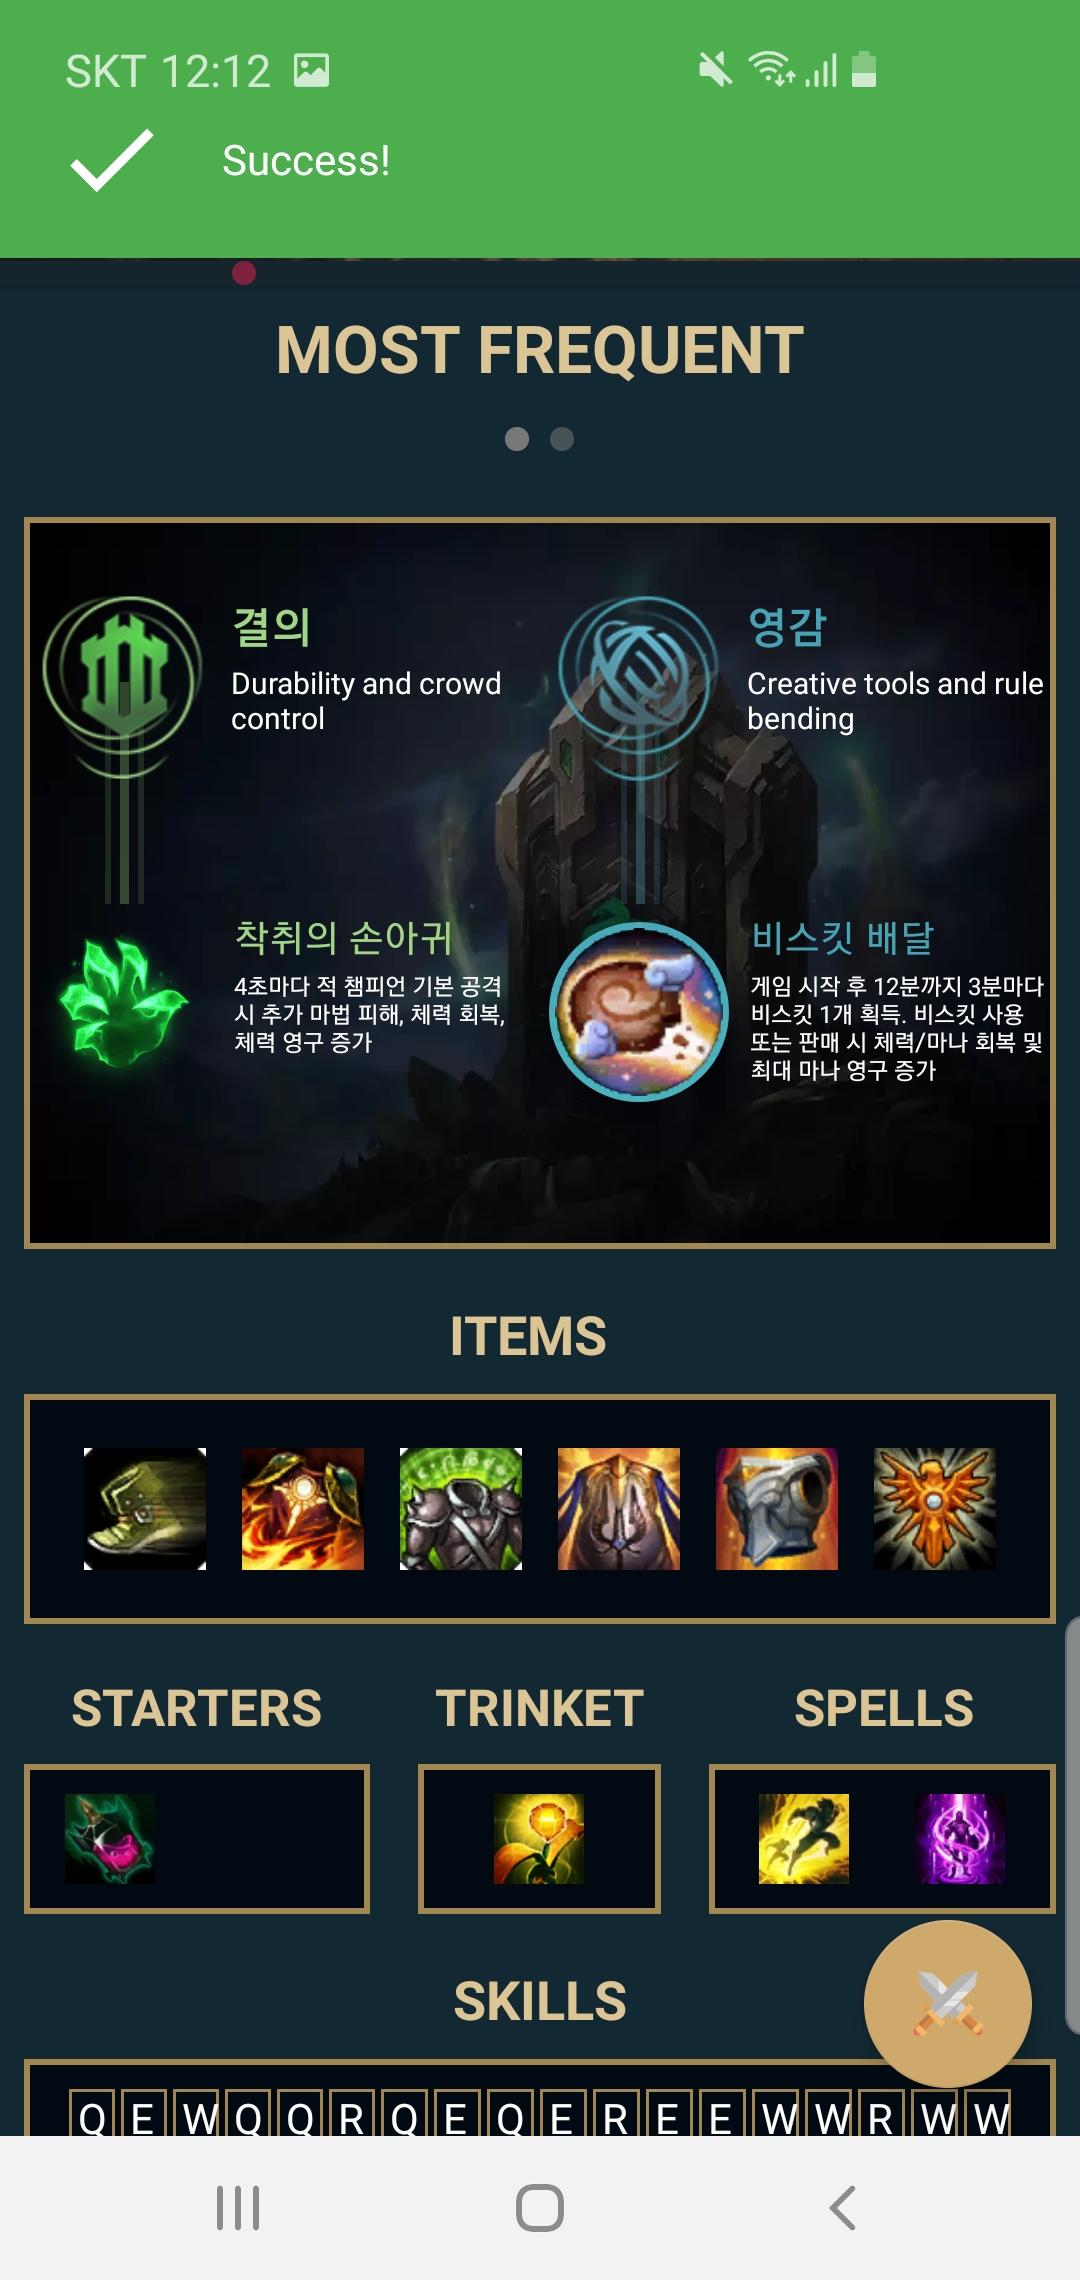 SKT 12:12
Success!
MOST FREQUENT
결의
Durability and crowd
control
영감
Creative tools and rule
bending
착취의 손아귀
4초마다 적 챔피언 기본 공격
시 추가 마법 피해, 체력 회복,
체력 영구 증가
비스킷 배달
게임 시작 후 12분까지 3분마다
비스킷 1개 획득. 비스킷 사용
또는 판매 시 체력/마나 회복 및
최대 마나 영구 증가
ITEMS
STARTERS
TRINKET
SPELLS
SKILLS
Q E W Q Q R Q E Q E R E E W W R W W